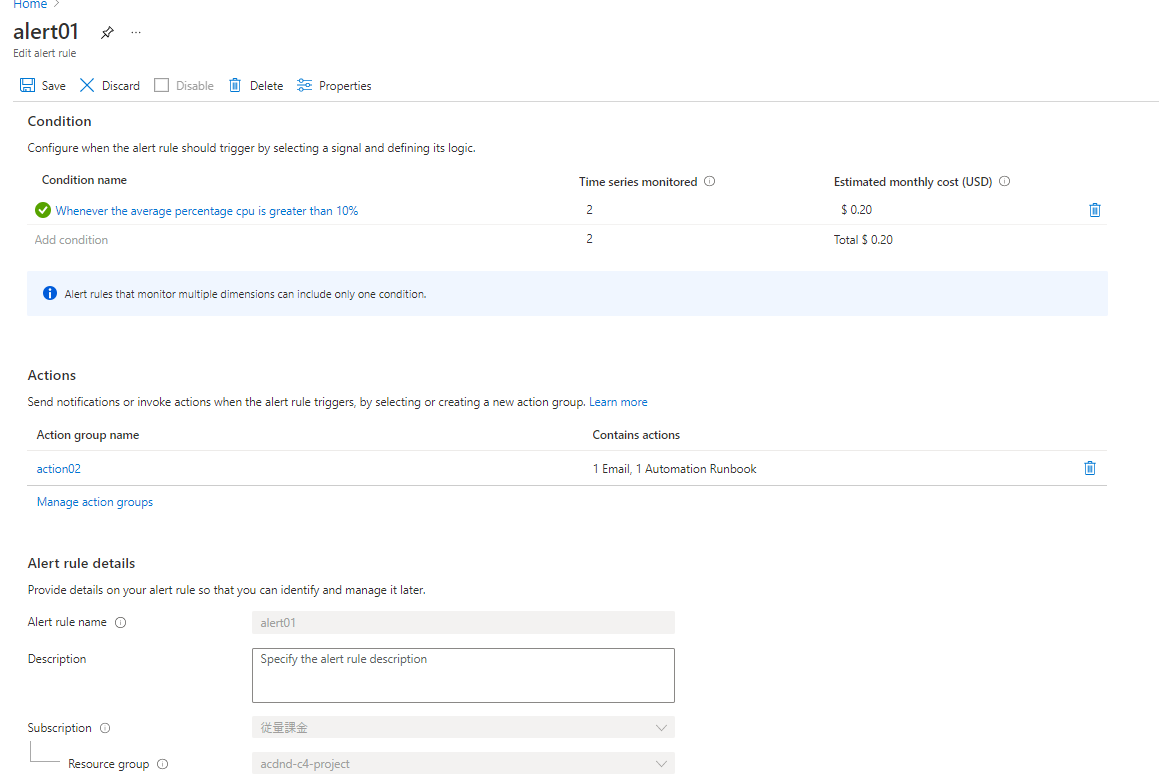 Home >
alert01 ...
Edit alert rule
Save Discard Disable Delete Properties
Condition
Configure when the alert rule should trigger by selecting a signal and defining its logic.
Condition name Time series monitored Estimated monthly cost (USD)
Whenever the average percentage cpu is greater than 10% 2 $ 0.20
Add condition 2 Total $ 0.20
Alert rules that monitor multiple dimensions can include only one condition.
Actions
Send notifications or invoke actions when the alert rule triggers, by selecting or creating a new action group. Learn more
Action group name Contains actions
action02 1 Email, 1 Automation Runbook
Manage action groups
Alert rule details
Provide details on your alert rule so that you can identify and manage it later.
Alert rule name alert01
Description Specify the alert rule description
Subscription 従量課金
Resource group acdnd-c4-project